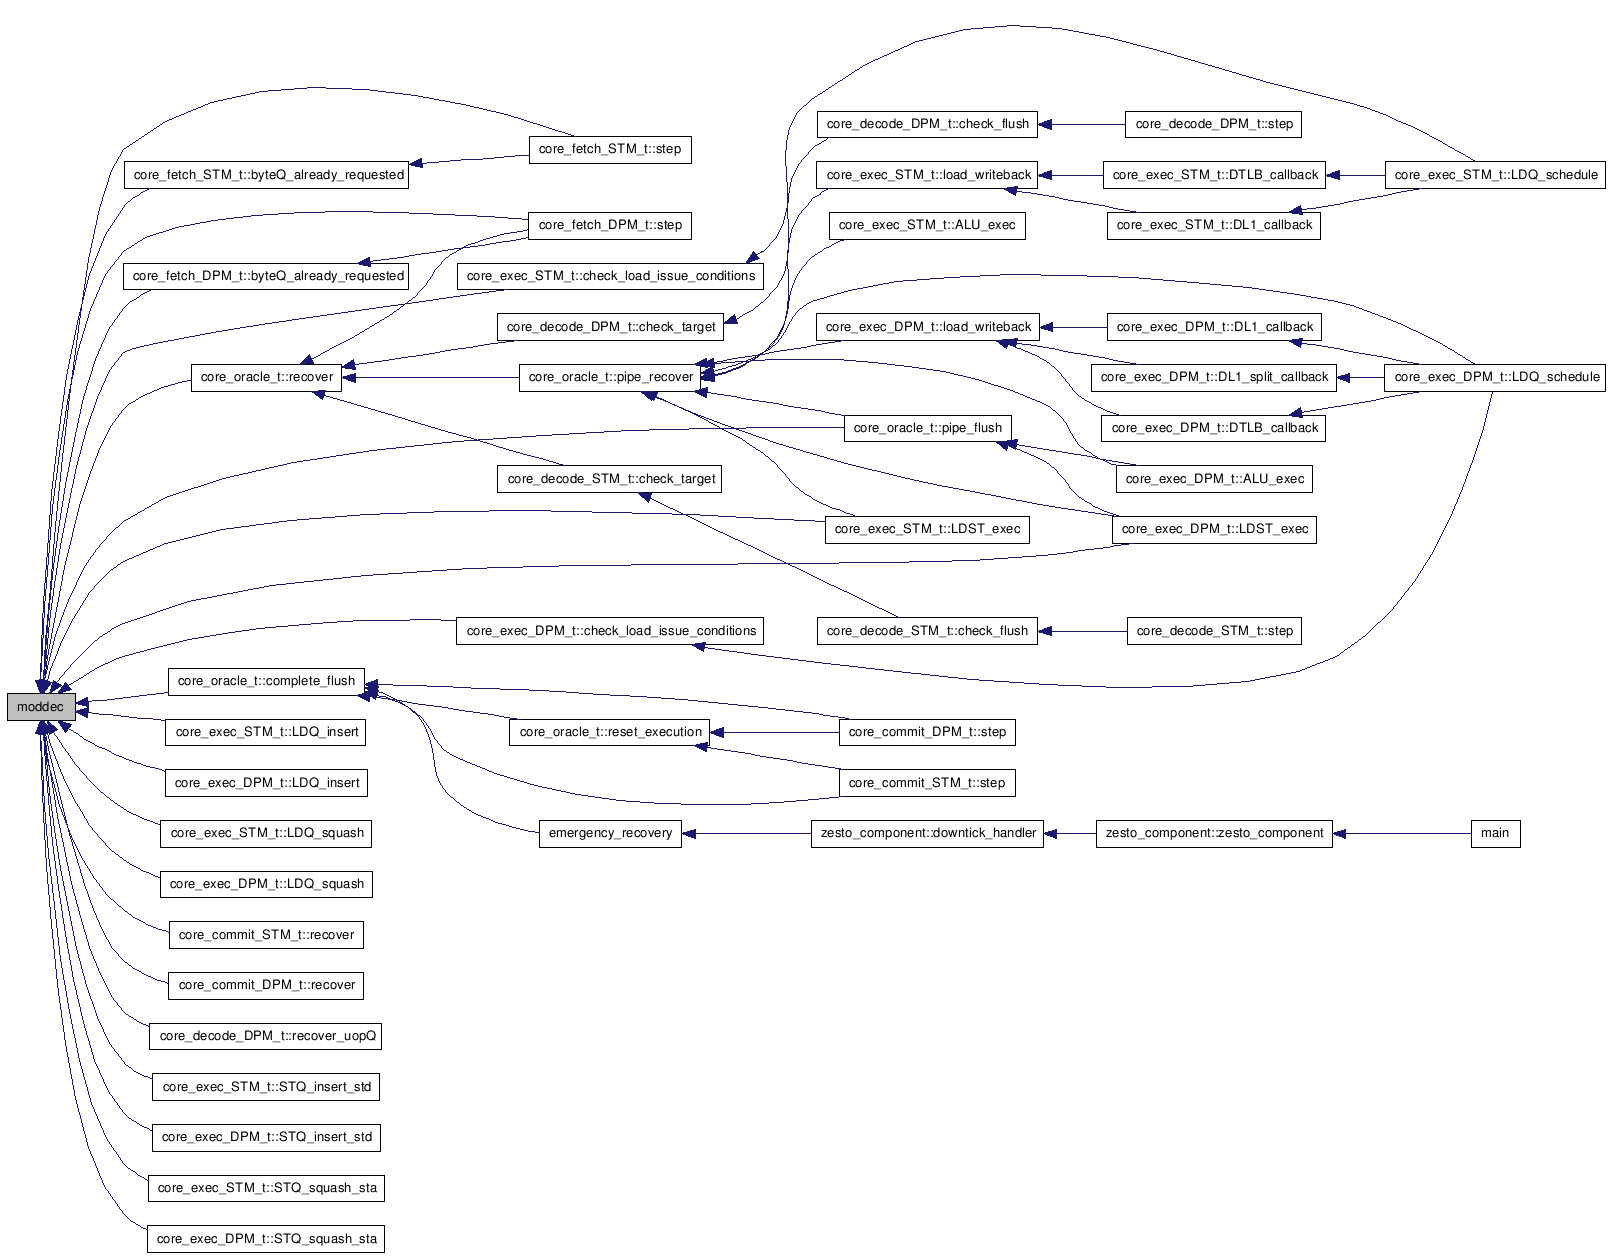 core_decode_DPM_t::check_flush
core_decode_DPM_t::step
core_fetch_STM_t::step
core_fetch_STM_t::byteQ_already_requested
core_exec_STM_t::load_writeback
core_exec_STM_t::DTLB_callback
core_exec_STM_t::LDQ_schedule
core_fetch_DPM_t::step
core_exec_STM_t::ALU_exec
core_exec_STM_t::DL1_callback
core_fetch_DPM_t::byteQ_already_requested
core_exec_STM_t::check_load_issue_conditions
core_decode_DPM_t::check_target
core_exec_DPM_t::load_writeback
core_exec_DPM_t::DL1_callback
core_oracle_t::recover
core_oracle_t::pipe_recover
core_exec_DPM_t::DL1_split_callback
core_exec_DPM_t::LDQ_schedule
core_oracle_t::pipe_flush
core_exec_DPM_t::DTLB_callback
core_decode_STM_t::check_target
core_exec_DPM_t::ALU_exec
core_exec_STM_t::LDST_exec
core_exec_DPM_t::LDST_exec
core_exec_DPM_t::check_load_issue_conditions
core_decode_STM_t::check_flush
core_decode_STM_t::step
core_oracle_t::complete_flush
moddec
core_exec_STM_t::LDQ_insert
core_oracle_t::reset_execution
core_commit_DPM_t::step
core_exec_DPM_t::LDQ_insert
core_commit_STM_t::step
core_exec_STM_t::LDQ_squash
emergency_recovery
zesto_component::downtick_handler
zesto_component::zesto_component
main
core_exec_DPM_t::LDQ_squash
core_commit_STM_t::recover
core_commit_DPM_t::recover
core_decode_DPM_t::recover_uopQ
core_exec_STM_t::STQ_insert_std
core_exec_DPM_t::STQ_insert_std
core_exec_STM_t::STQ_squash_sta
core_exec_DPM_t::STQ_squash_sta